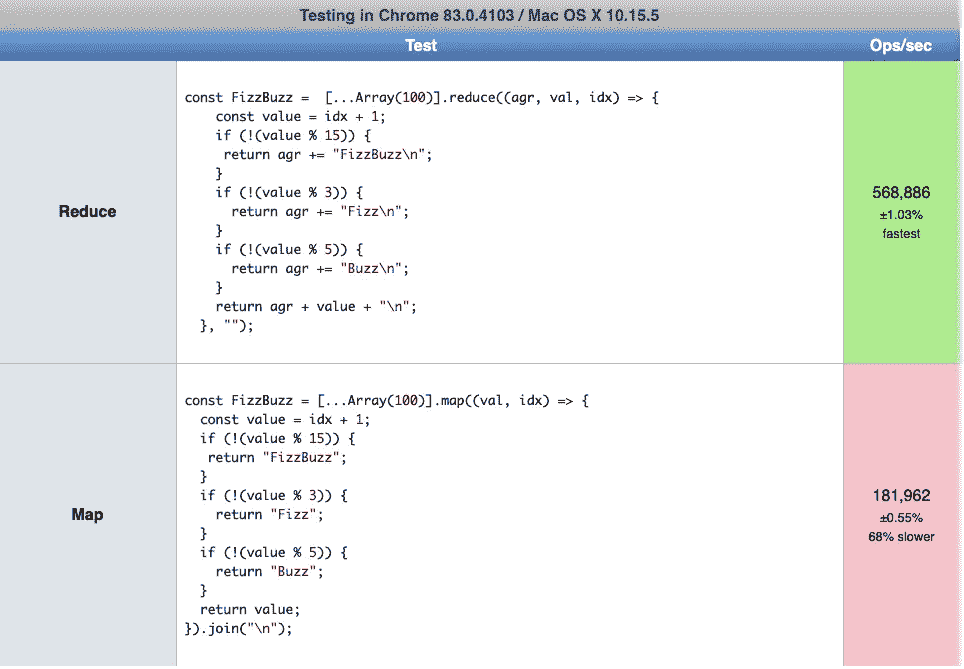 Testing in Chrome 83.0.4103 / Mac OS X 10.15.5
Test Ops/sec
Reduce
const FizzBuzz =  [...Array(100)].reduce((agr, val, idx) => {
    const value = idx + 1;
    if (!(value % 15)) {
     return agr += "FizzBuzz\n";
    }
    if (!(value % 3)) {
      return agr += "Fizz\n";
    }
    if (!(value % 5)) {
      return agr += "Buzz\n";
    }
    return agr + value + "\n";
  }, "");
568,886
±1.03%
fastest
Map
const FizzBuzz = [...Array(100)].map((val, idx) => {
  const value = idx + 1;
  if (!(value % 15)) {
   return "FizzBuzz";
  }
  if (!(value % 3)) {
    return "Fizz";
  }
  if (!(value % 5)) {
    return "Buzz";
  }
  return value;
}).join("\n");
181,962
±0.55%
68% slower